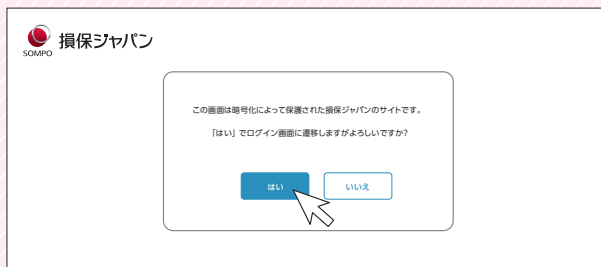 SOMPO 損保ジャパン
この画面は暗号化によって保護された損保ジャパンのサイトです。
「はい」でログイン画面に遷移しますがよろしいですか?
はい いいえ